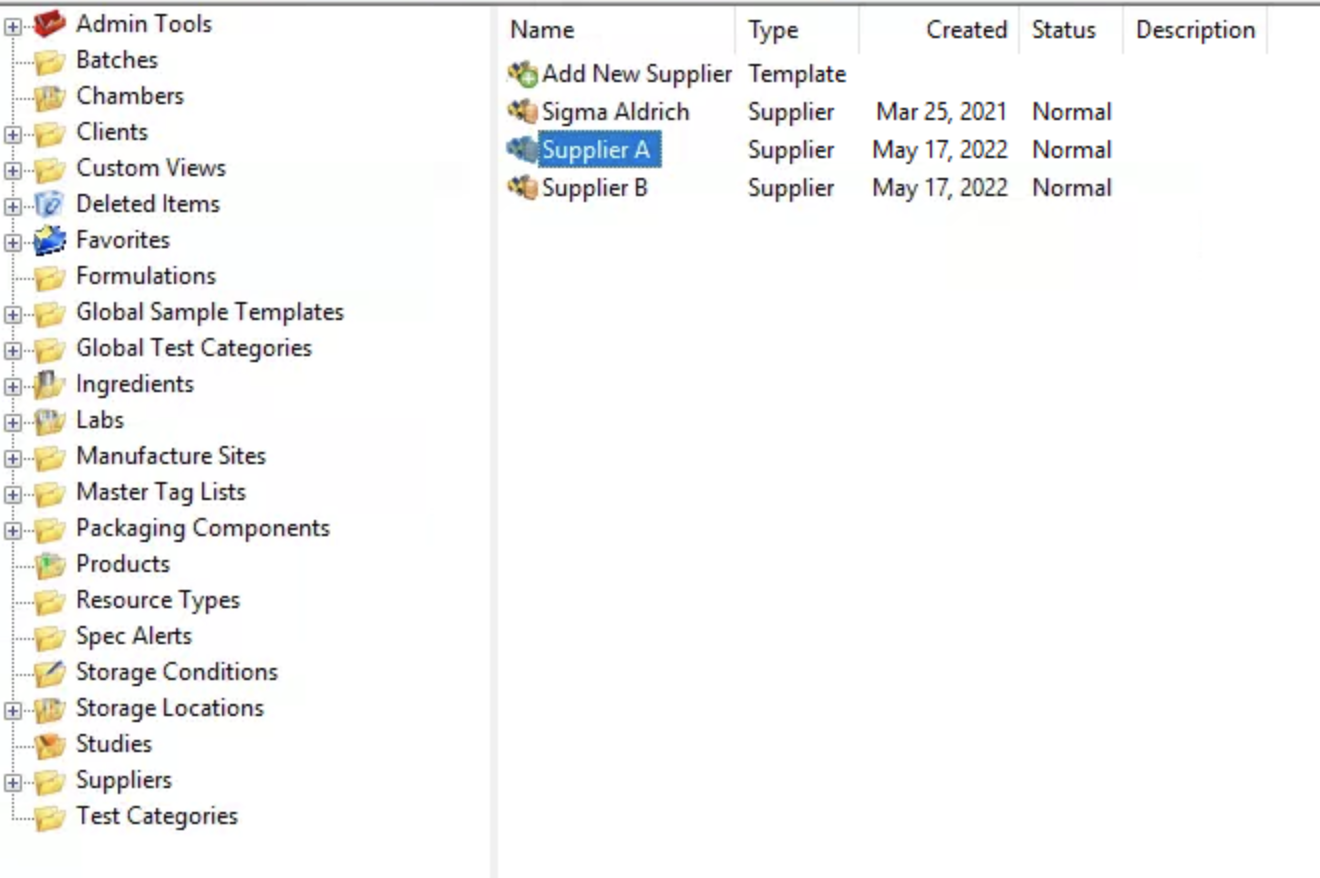 Admin Tools
Batches
Chambers
Clients
Custom Views
Deleted Items
Favorites
Formulations
Global Sample Templates
Global Test Categories
Ingredients
Labs
Manufacture Sites
Master Tag Lists
Packaging Components
Products
Resource Types
Spec Alerts
Storage Conditions
Storage Locations
Studies
Suppliers
Test Categories
Name Type Created Status Description
Add New Supplier Template
Sigma Aldrich Supplier Mar 25, 2021 Normal
Supplier A Supplier May 17, 2022 Normal
Supplier B Supplier May 17, 2022 Normal